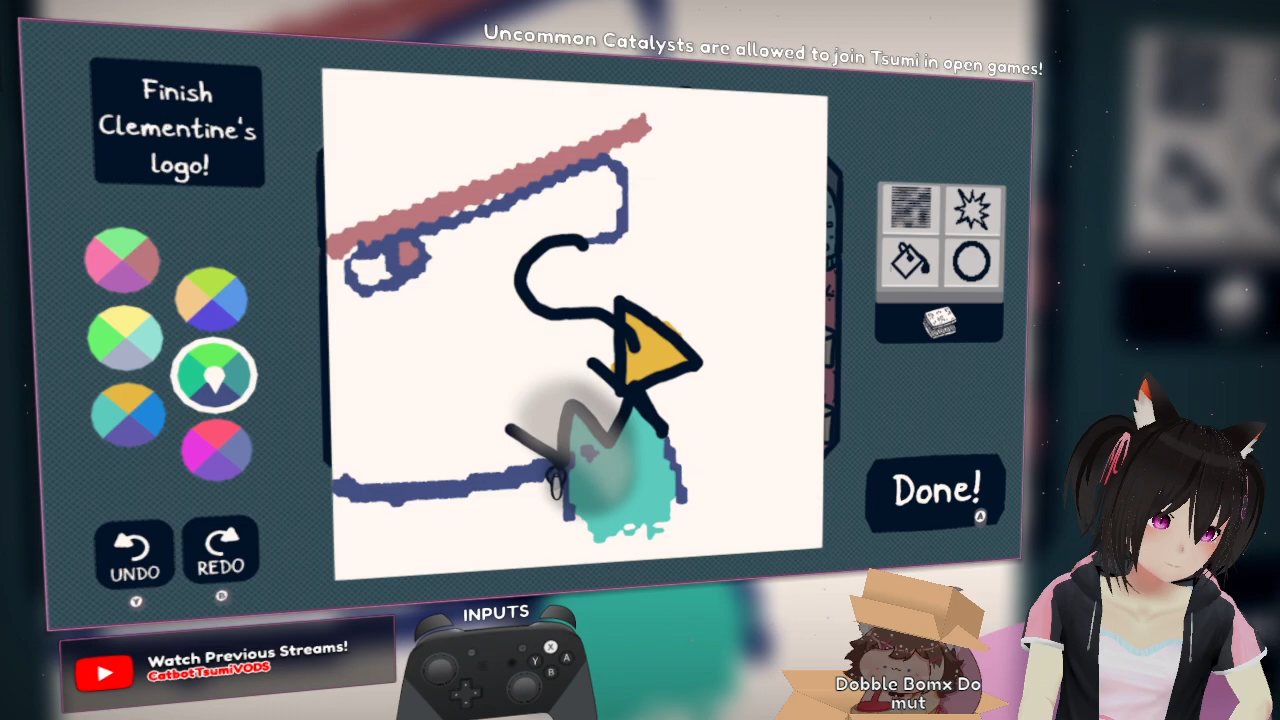 Uncommon Catalysts are allowed to join Tsumi in open games!
Finish
Clementine's
logo!
Done!
A
UNDO
REDO
Y
B
INPUTS
X
Y
A
B
Watch Previous Streams!
CatbotTsumiVODS
Dobble Bomx Do
mut